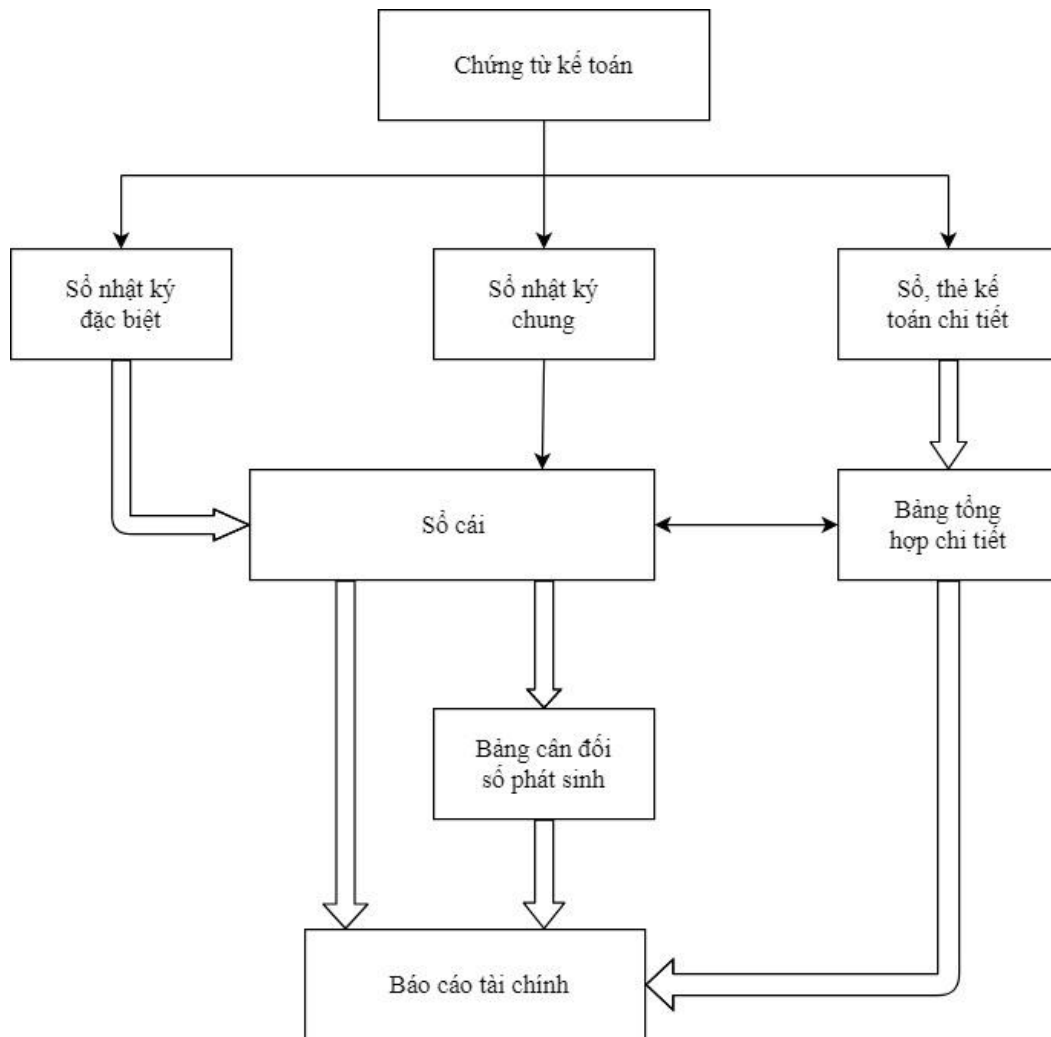 Chứng từ kế toán
Sổ nhật ký
đặc biệt
Sổ nhật ký
chung
Sổ, thẻ kế
toán chi tiết
Sổ cái
Bảng tổng
hợp chi tiết
Bảng cân đối
số phát sinh
Báo cáo tài chính